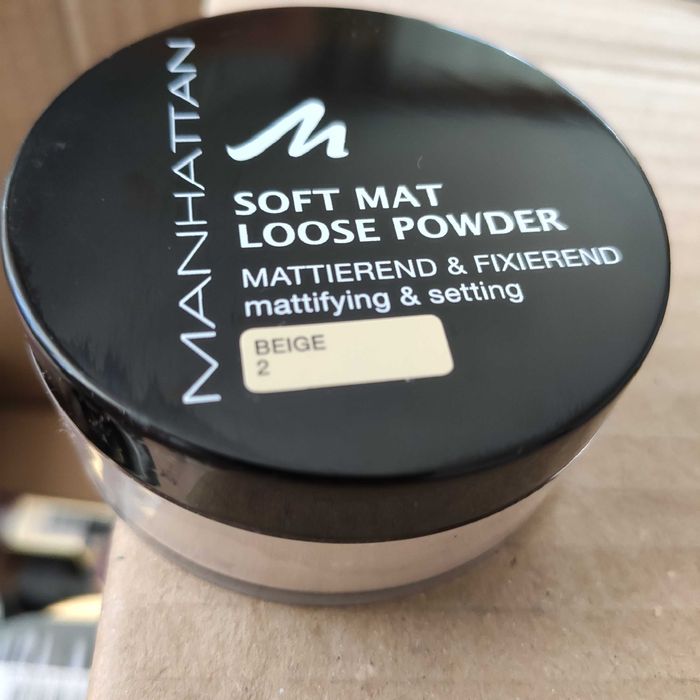 MANHATTAN
M
SOFT MAT
LOOSE POWDER
MATTIEREND & FIXIEREND
mattifying & setting
BEIGE
2